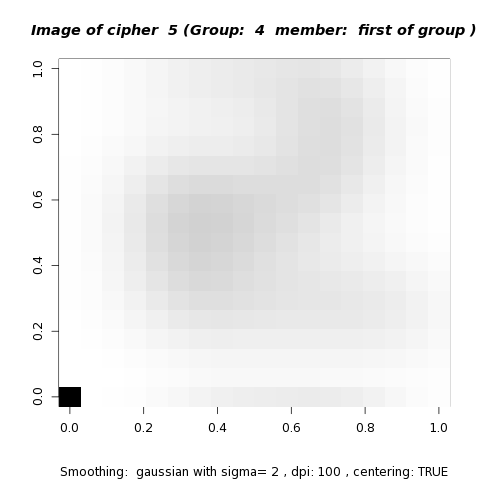 Image of cipher  5 (Group:  4  member:  first of group )
1.0
0.8
0.6
0.4
0.2
0.0
0.0 0.2 0.4 0.6 0.8 1.0
Smoothing:  gaussian with sigma= 2 , dpi: 100 , centering: TRUE